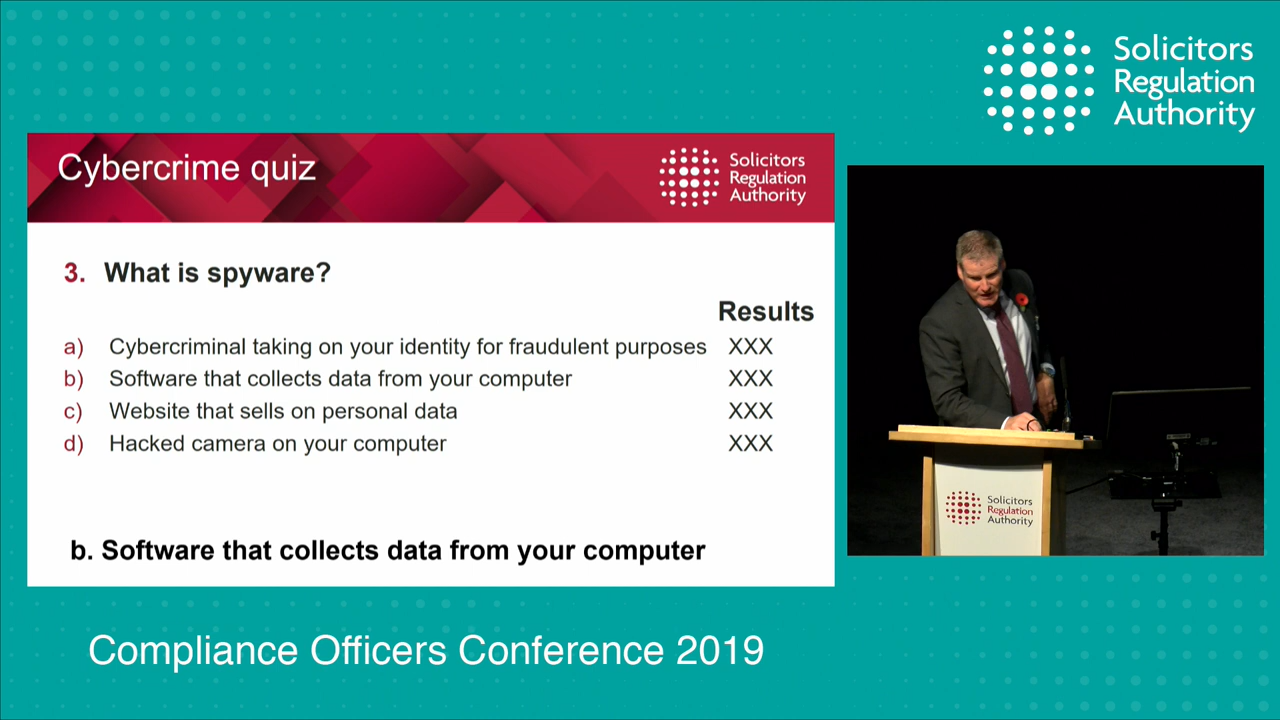 Solicitors
Regulation
Authority
Cybercrime quiz
Solicitors
Regulation
Authority
3. What is spyware?
Results
a) Cybercriminal taking on your identity for fraudulent purposes XXX
b) Software that collects data from your computer XXX
c) Website that sells on personal data XXX
d) Hacked camera on your computer XXX
b. Software that collects data from your computer
Solicitors
Regulation
Authority
Compliance Officers Conference 2019